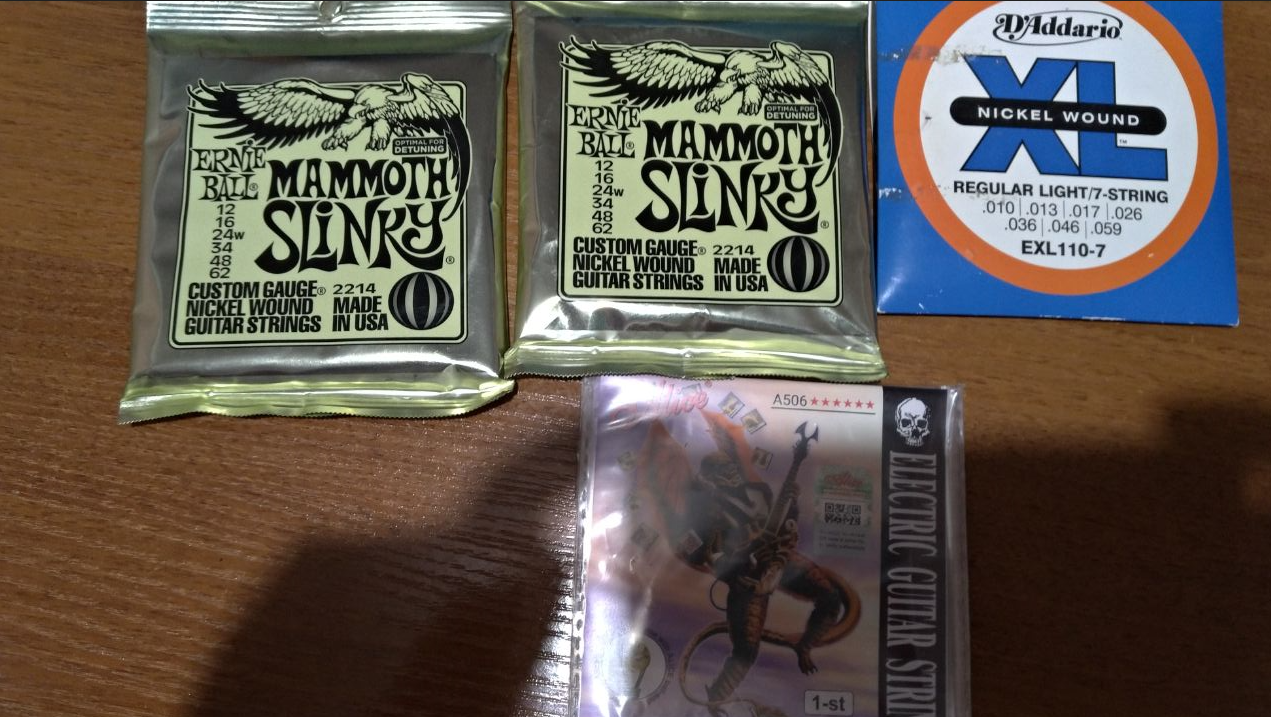 ERNiE
BALL®
12
16
24w
34
48
62
OPTIMAL FOR
DETUNING
MAMMOTH
SLiNKY®
CUSTOM GAUGE®
NICKEL WOUND
GUITAR STRINGS
2214
MADE
IN USA
ERNiE
BALL®
12
16
24w
34
48
62
OPTIMAL FOR
DETUNING
MAMMOTH
SLiNKY®
CUSTOM GAUGE®
NICKEL WOUND
GUITAR STRINGS
2214
MADE
IN USA
D'Addario
XL™
NICKEL WOUND
REGULAR LIGHT/7-STRING
.010 | .013 | .017 | .026
.036 | .046 | .059
EXL110-7
A506 ★★★★★★
ELECTRIC GUITAR STRIN
1-st